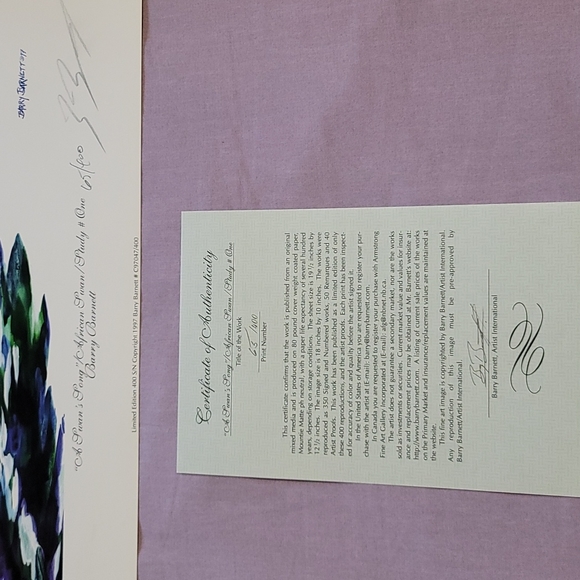 BARRY BARNETT
"A Swan's Song"/African Swan/Study # One 65/400
Barry Barnett
Limited Edition 400 S/N Copyright 1997 Barry Barnett # C97047/400
Certificate of Authenticity
"A Swan's Song"/African Swan/Study # One
Title of the Work
65/400
Print Number
This certificate confirms that the work is published from an original
mixed media and is produced on 80 pound cover weight coated paper,
Mountie Matte ph neutral, with a paper life expectancy of several hundred
years, depending on storage conditions. The sheet size is 19 ½ inches by
12 ½ inches. The image size is 18 inches by 10 inches. The works were
reproduced as 350 Signed and Numbered works, 50 Remarques and 40
Artist Proofs. This work has been published as a limited edition of only
these 400 reproductions, and the artist proofs. Each print has been inspect-
ed for accuracy of color and quality before the artist signed it.
In the United States of America you are requested to register your pur-
chase with the artist at (E-mail): barry@barrybarnett.com.
In Canada you are requested to register your purchase with Armstrong
Fine Art Gallery Incorporated at (E-mail): alg@nbnet.nb.ca.
The artist does not guarantee a secondary market, nor are the works
sold as investments or securities. Current market value and values for insur-
ance and replacement prices may be obtained at Mr. Barnett's website at:
http://www.barrybarnett.com. A listing of current sale prices of the works
on the Primary Market and insurance/replacement values are maintained at
the website.
This fine art image is copyrighted by Barry Barnett/Artist International.
Any reproduction of this image must be pre-approved by
Barry Barnett/Artist International.
Barry Barnett, Artist International